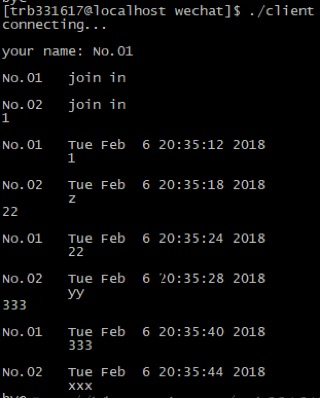 [trb331617@localhost wechat]$ ./client
connecting...
your name: No.01
No.01 join in
No.02 join in
1
No.01 Tue Feb 6 20:35:12 2018
1
No.02 Tue Feb 6 20:35:18 2018
z
22
No.01 Tue Feb 6 20:35:24 2018
22
No.02 Tue Feb 6 20:35:28 2018
yy
333
No.01 Tue Feb 6 20:35:40 2018
333
No.02 Tue Feb 6 20:35:44 2018
xxx